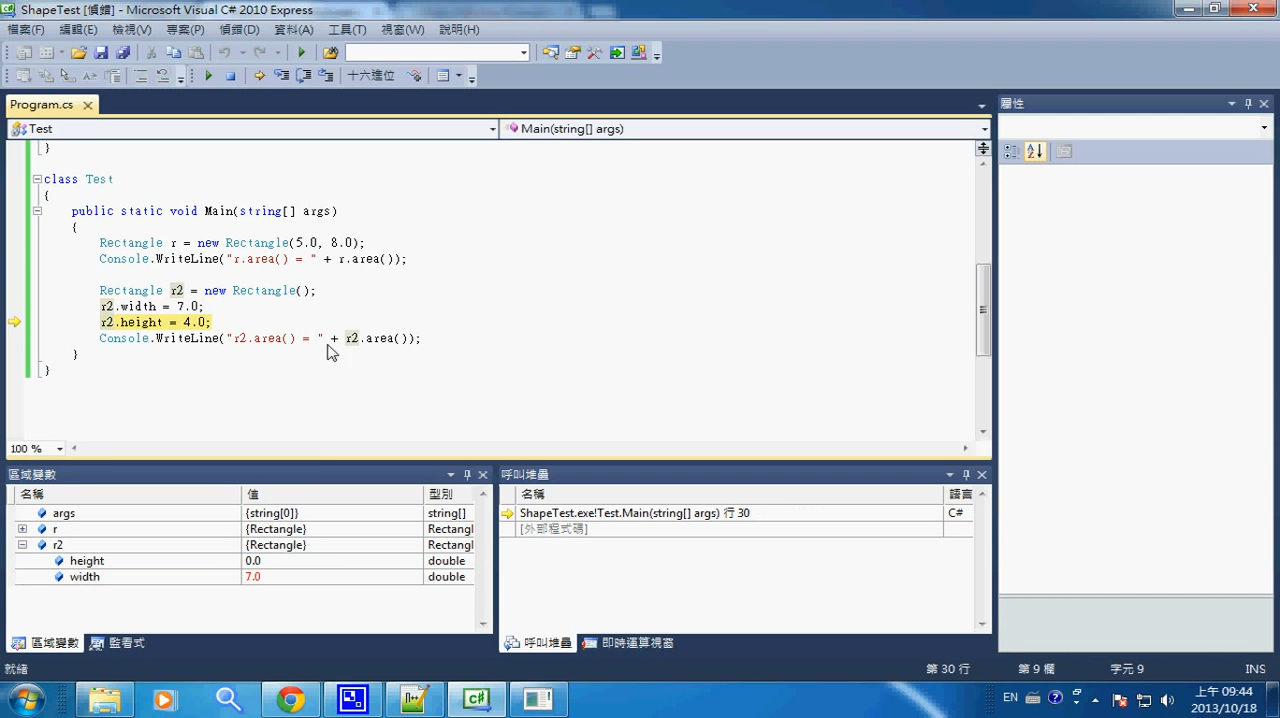 ShapeTest [偵錯] - Microsoft Visual C# 2010 Express
檔案(F) 編輯(E) 檢視(V) 專案(P) 偵錯(D) 資料(A) 工具(T) 視窗(W) 說明(H)
十六進位
Program.cs
屬性
Test
Main(string[] args)
}
class Test
{
public static void Main(string[] args)
{
Rectangle r = new Rectangle(5.0, 8.0);
Console.WriteLine("r.area() = " + r.area());
Rectangle r2 = new Rectangle();
r2.width = 7.0;
r2.height = 4.0;
Console.WriteLine("r2.area() = " + r2.area());
}
}
100 %
區域變數
名稱 值 型別
args {string[0]} string[]
r {Rectangle} Rectangl
r2 {Rectangle} Rectangl
height 0.0 double
width 7.0 double
區域變數 監看式
呼叫堆疊
名稱 語言
ShapeTest.exe!Test.Main(string[] args) 行 30 C#
[外部程式碼]
呼叫堆疊 即時運算視窗
就緒 第 30 行 第 9 欄 字元 9 INS
EN 上午 09:44
2013/10/18